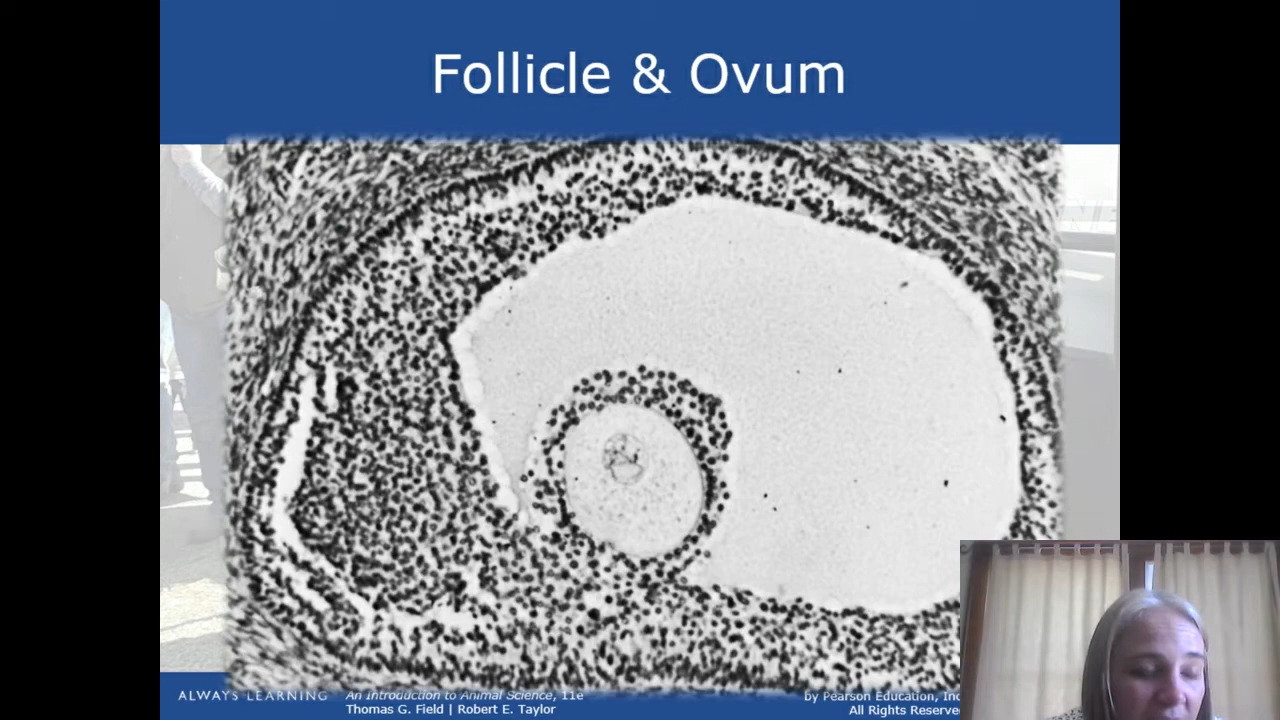 Follicle & Ovum
ALWAYS LEARNING
An Introduction to Animal Science, 11e
Thomas G. Field | Robert E. Taylor
by Pearson Education, Inc
All Rights Reserve